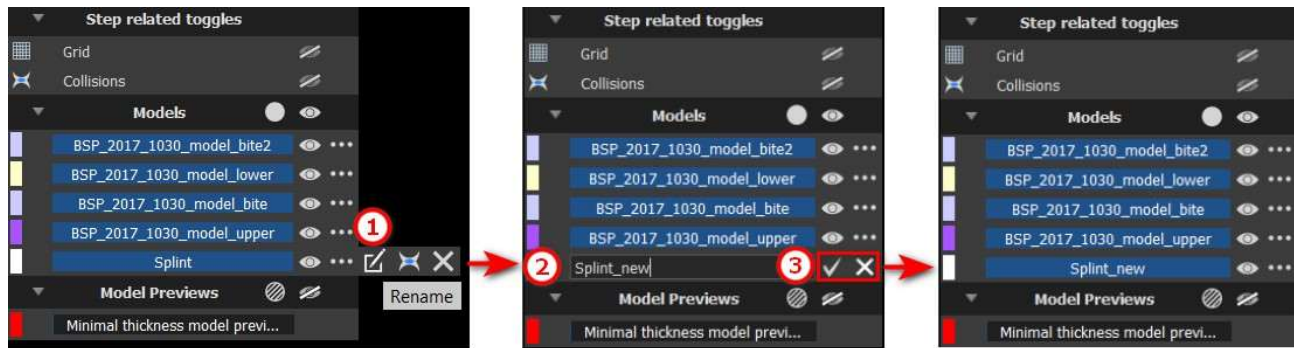 Step related toggles
Grid
Collisions
Models
BSP_2017_1030_model_bite2
BSP_2017_1030_model_lower
BSP_2017_1030_model_bite
BSP_2017_1030_model_upper
1
Splint
Rename
Model Previews
Minimal thickness model previ...
Step related toggles
Grid
Collisions
Models
BSP_2017_1030_model_bite2
BSP_2017_1030_model_lower
BSP_2017_1030_model_bite
BSP_2017_1030_model_upper
2 Splint_new 3
Model Previews
Minimal thickness model previ...
Step related toggles
Grid
Collisions
Models
BSP_2017_1030_model_bite2
BSP_2017_1030_model_lower
BSP_2017_1030_model_bite
BSP_2017_1030_model_upper
Splint_new
Model Previews
Minimal thickness model previ...